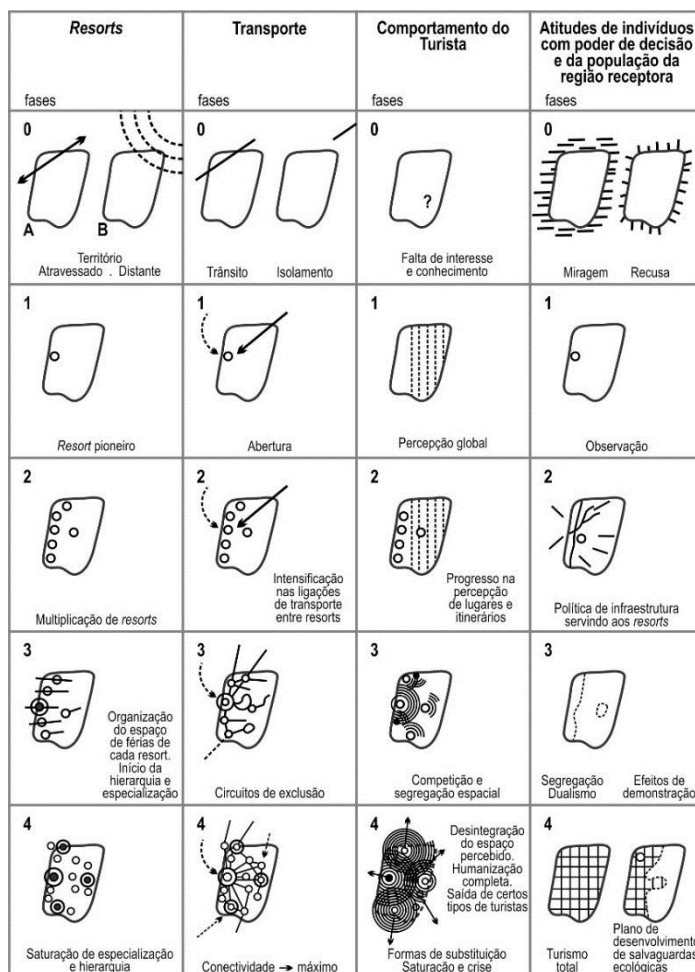 Resorts
fases
Transporte
fases
Comportamento do
Turista
fases
Atitudes de indivíduos
com poder de decisão
e da população da
região receptora
fases
0
A
B
Território
Atravessado . Distante
0
Trânsito
Isolamento
0
?
Falta de interesse
e conhecimento
0
Miragem
Recusa
1
Resort pioneiro
1
Abertura
1
Percepção global
1
Observação
2
Multiplicação de resorts
2
Intensificação
nas ligações
de transporte
entre resorts
2
Progresso na
percepção
de lugares e
itinerários
2
Política de infraestrutura
servindo aos resorts
3
Organização
do espaço
de férias de
cada resort.
Início da
hierarquia e
especialização
3
Circuitos de exclusão
3
Competição e
segregação espacial
3
Segregação
Dualismo
Efeitos de
demonstração
4
Saturação de especialização
e hierarquia
4
Conectividade → máximo
4
Desintegração
do espaço
percebido.
Humanização
completa.
Saída de certos
tipos de turistas
Formas de substituição
Saturação e crise
4
Turismo
total
Plano de
desenvolvimento
de salvaguardas
ecológicas